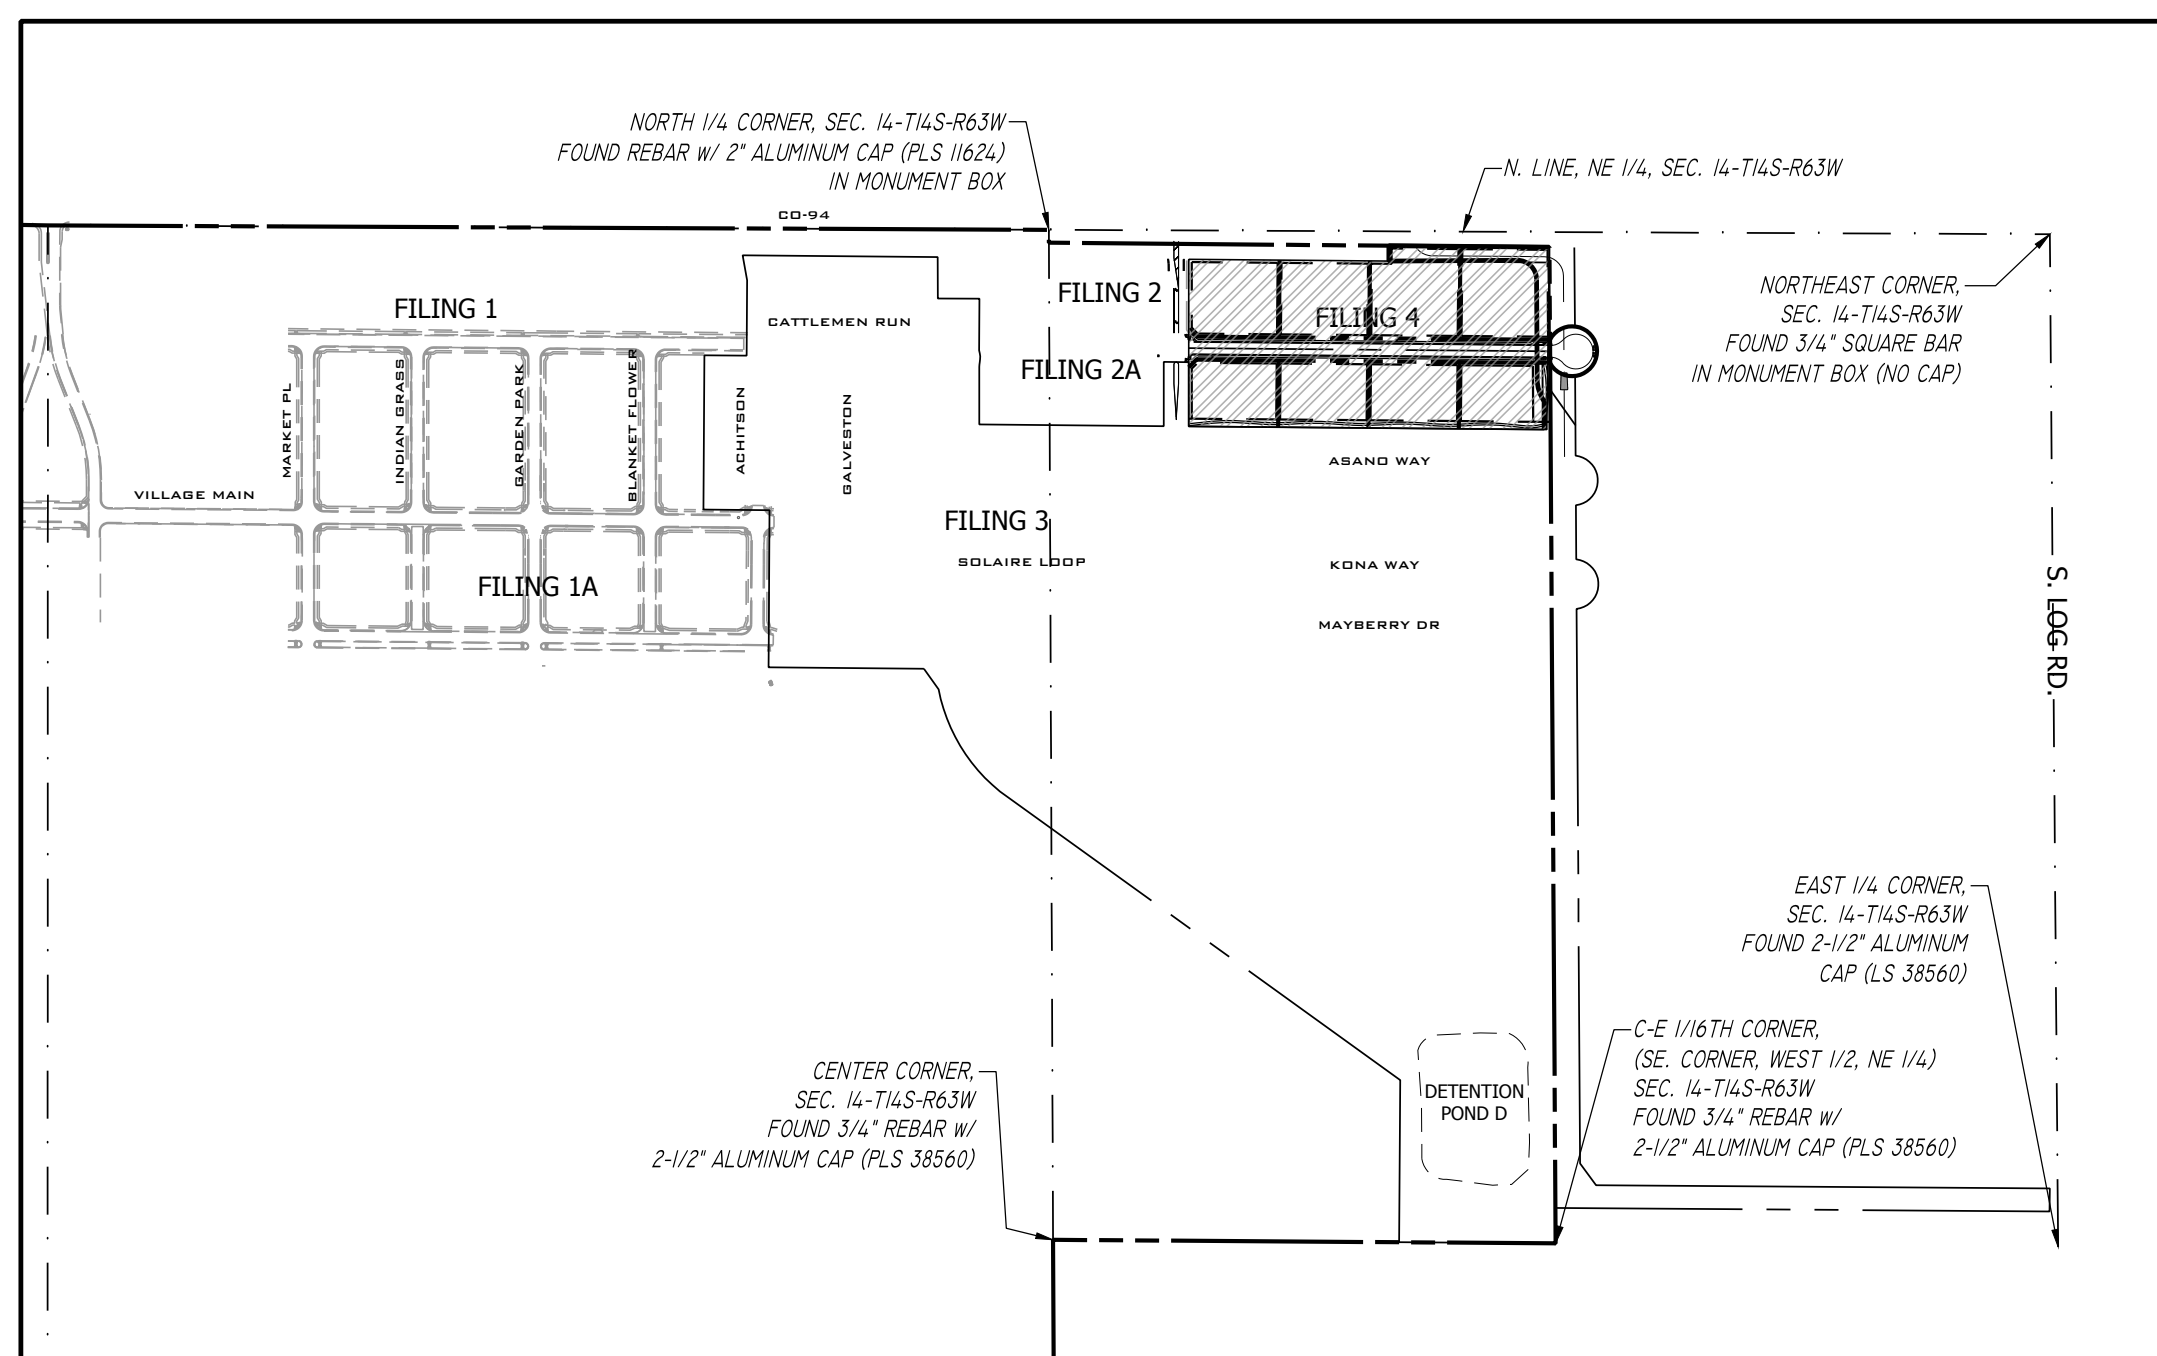 NORTH 1/4 CORNER, SEC. 14-T14S-R63W
FOUND REBAR W/ 2" ALUMINUM CAP (PLS 11624)
IN MONUMENT BOX
N. LINE, NE 1/4, SEC. 14-T14S-R63W
CO-94
NORTHEAST CORNER,
SEC. 14-T14S-R63W
FOUND 3/4" SQUARE BAR
IN MONUMENT BOX (NO CAP)
FILING 1
CATTLEMEN RUN
FILING 2
FILING 4
FILING 2A
MARKET PL
INDIAN GRASS
GARDEN PARK
BLANKET FLOWER
ACHITSON
GALVESTON
VILLAGE MAIN
ASANO WAY
FILING 3
SOLAIRE LOOP
KONA WAY
FILING 1A
MAYBERRY DR
S. LOG RD.
EAST 1/4 CORNER,
SEC. 14-T14S-R63W
FOUND 2-1/2" ALUMINUM
CAP (LS 38560)
C-E 1/16TH CORNER,
(SE. CORNER, WEST 1/2, NE 1/4)
SEC. 14-T14S-R63W
FOUND 3/4" REBAR W/
2-1/2" ALUMINUM CAP (PLS 38560)
CENTER CORNER,
SEC. 14-T14S-R63W
FOUND 3/4" REBAR W/
2-1/2" ALUMINUM CAP (PLS 38560)
DETENTION
POND D